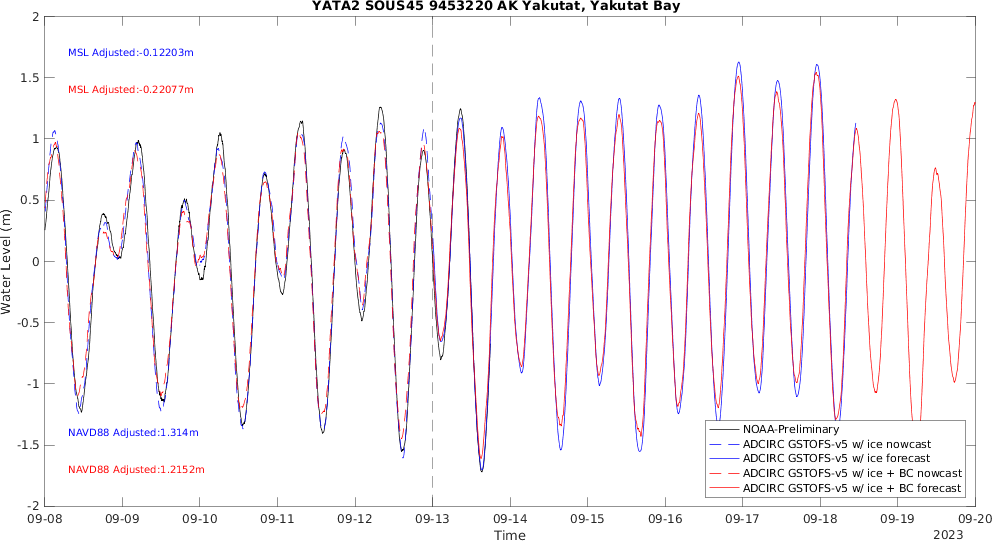 YATA2 SOUS45 9453220 AK Yakutat, Yakutat Bay
MSL Adjusted:-0.12203m
MSL Adjusted:-0.22077m
NAVD88 Adjusted:1.314m
NAVD88 Adjusted:1.2152m
Water Level (m)
2
1.5
1
0.5
0
-0.5
-1
-1.5
-2
NOAA-Preliminary
ADCIRC GSTOFS-v5 w/ ice nowcast
ADCIRC GSTOFS-v5 w/ ice forecast
ADCIRC GSTOFS-v5 w/ ice + BC nowcast
ADCIRC GSTOFS-v5 w/ ice + BC forecast
09-08 09-09 09-10 09-11 09-12 09-13 09-14 09-15 09-16 09-17 09-18 09-19 09-20
Time
2023